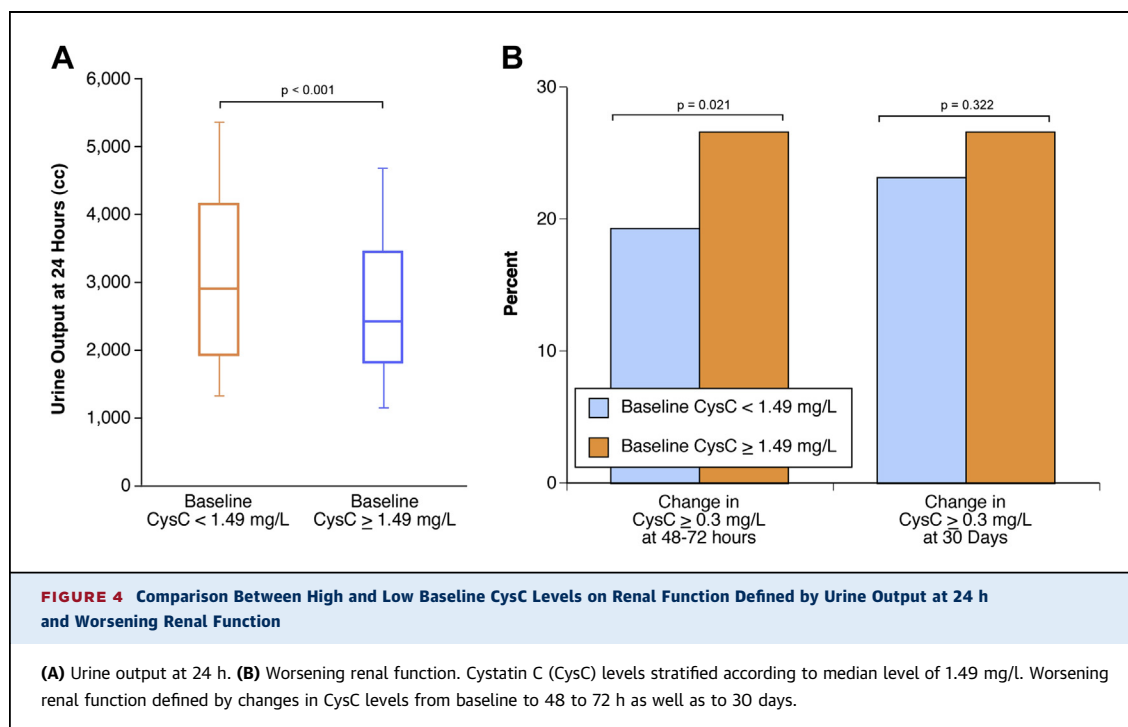 A
Urine Output at 24 Hours (cc)
6,000
5,000
4,000
3,000
2,000
1,000
0
p < 0.001
Baseline
CysC < 1.49 mg/L
Baseline
CysC ≥ 1.49 mg/L
B
Percent
30
20
10
0
p = 0.021
p = 0.322
Baseline CysC < 1.49 mg/L
Baseline CysC ≥ 1.49 mg/L
Change in
CysC ≥ 0.3 mg/L
at 48-72 hours
Change in
CysC ≥ 0.3 mg/L
at 30 Days
FIGURE 4 Comparison Between High and Low Baseline CysC Levels on Renal Function Defined by Urine Output at 24 h
and Worsening Renal Function
(A) Urine output at 24 h. (B) Worsening renal function. Cystatin C (CysC) levels stratified according to median level of 1.49 mg/l. Worsening
renal function defined by changes in CysC levels from baseline to 48 to 72 h as well as to 30 days.